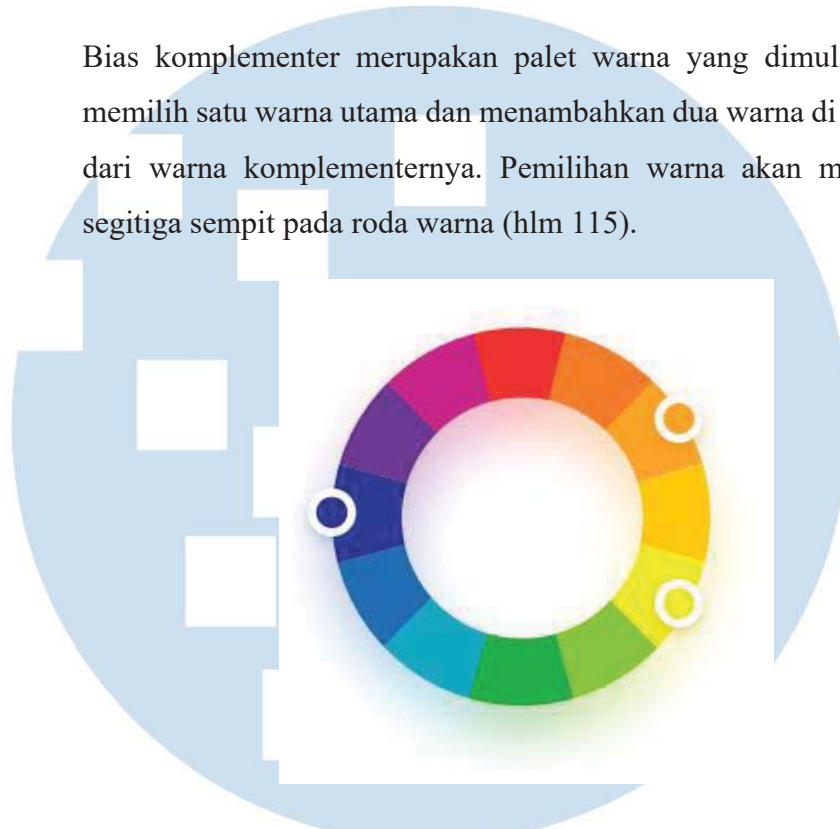 Bias komplementer merupakan palet warna yang dimul
memilih satu warna utama dan menambahkan dua warna di
dari warna komplementernya. Pemilihan warna akan m
segitiga sempit pada roda warna (hlm 115).